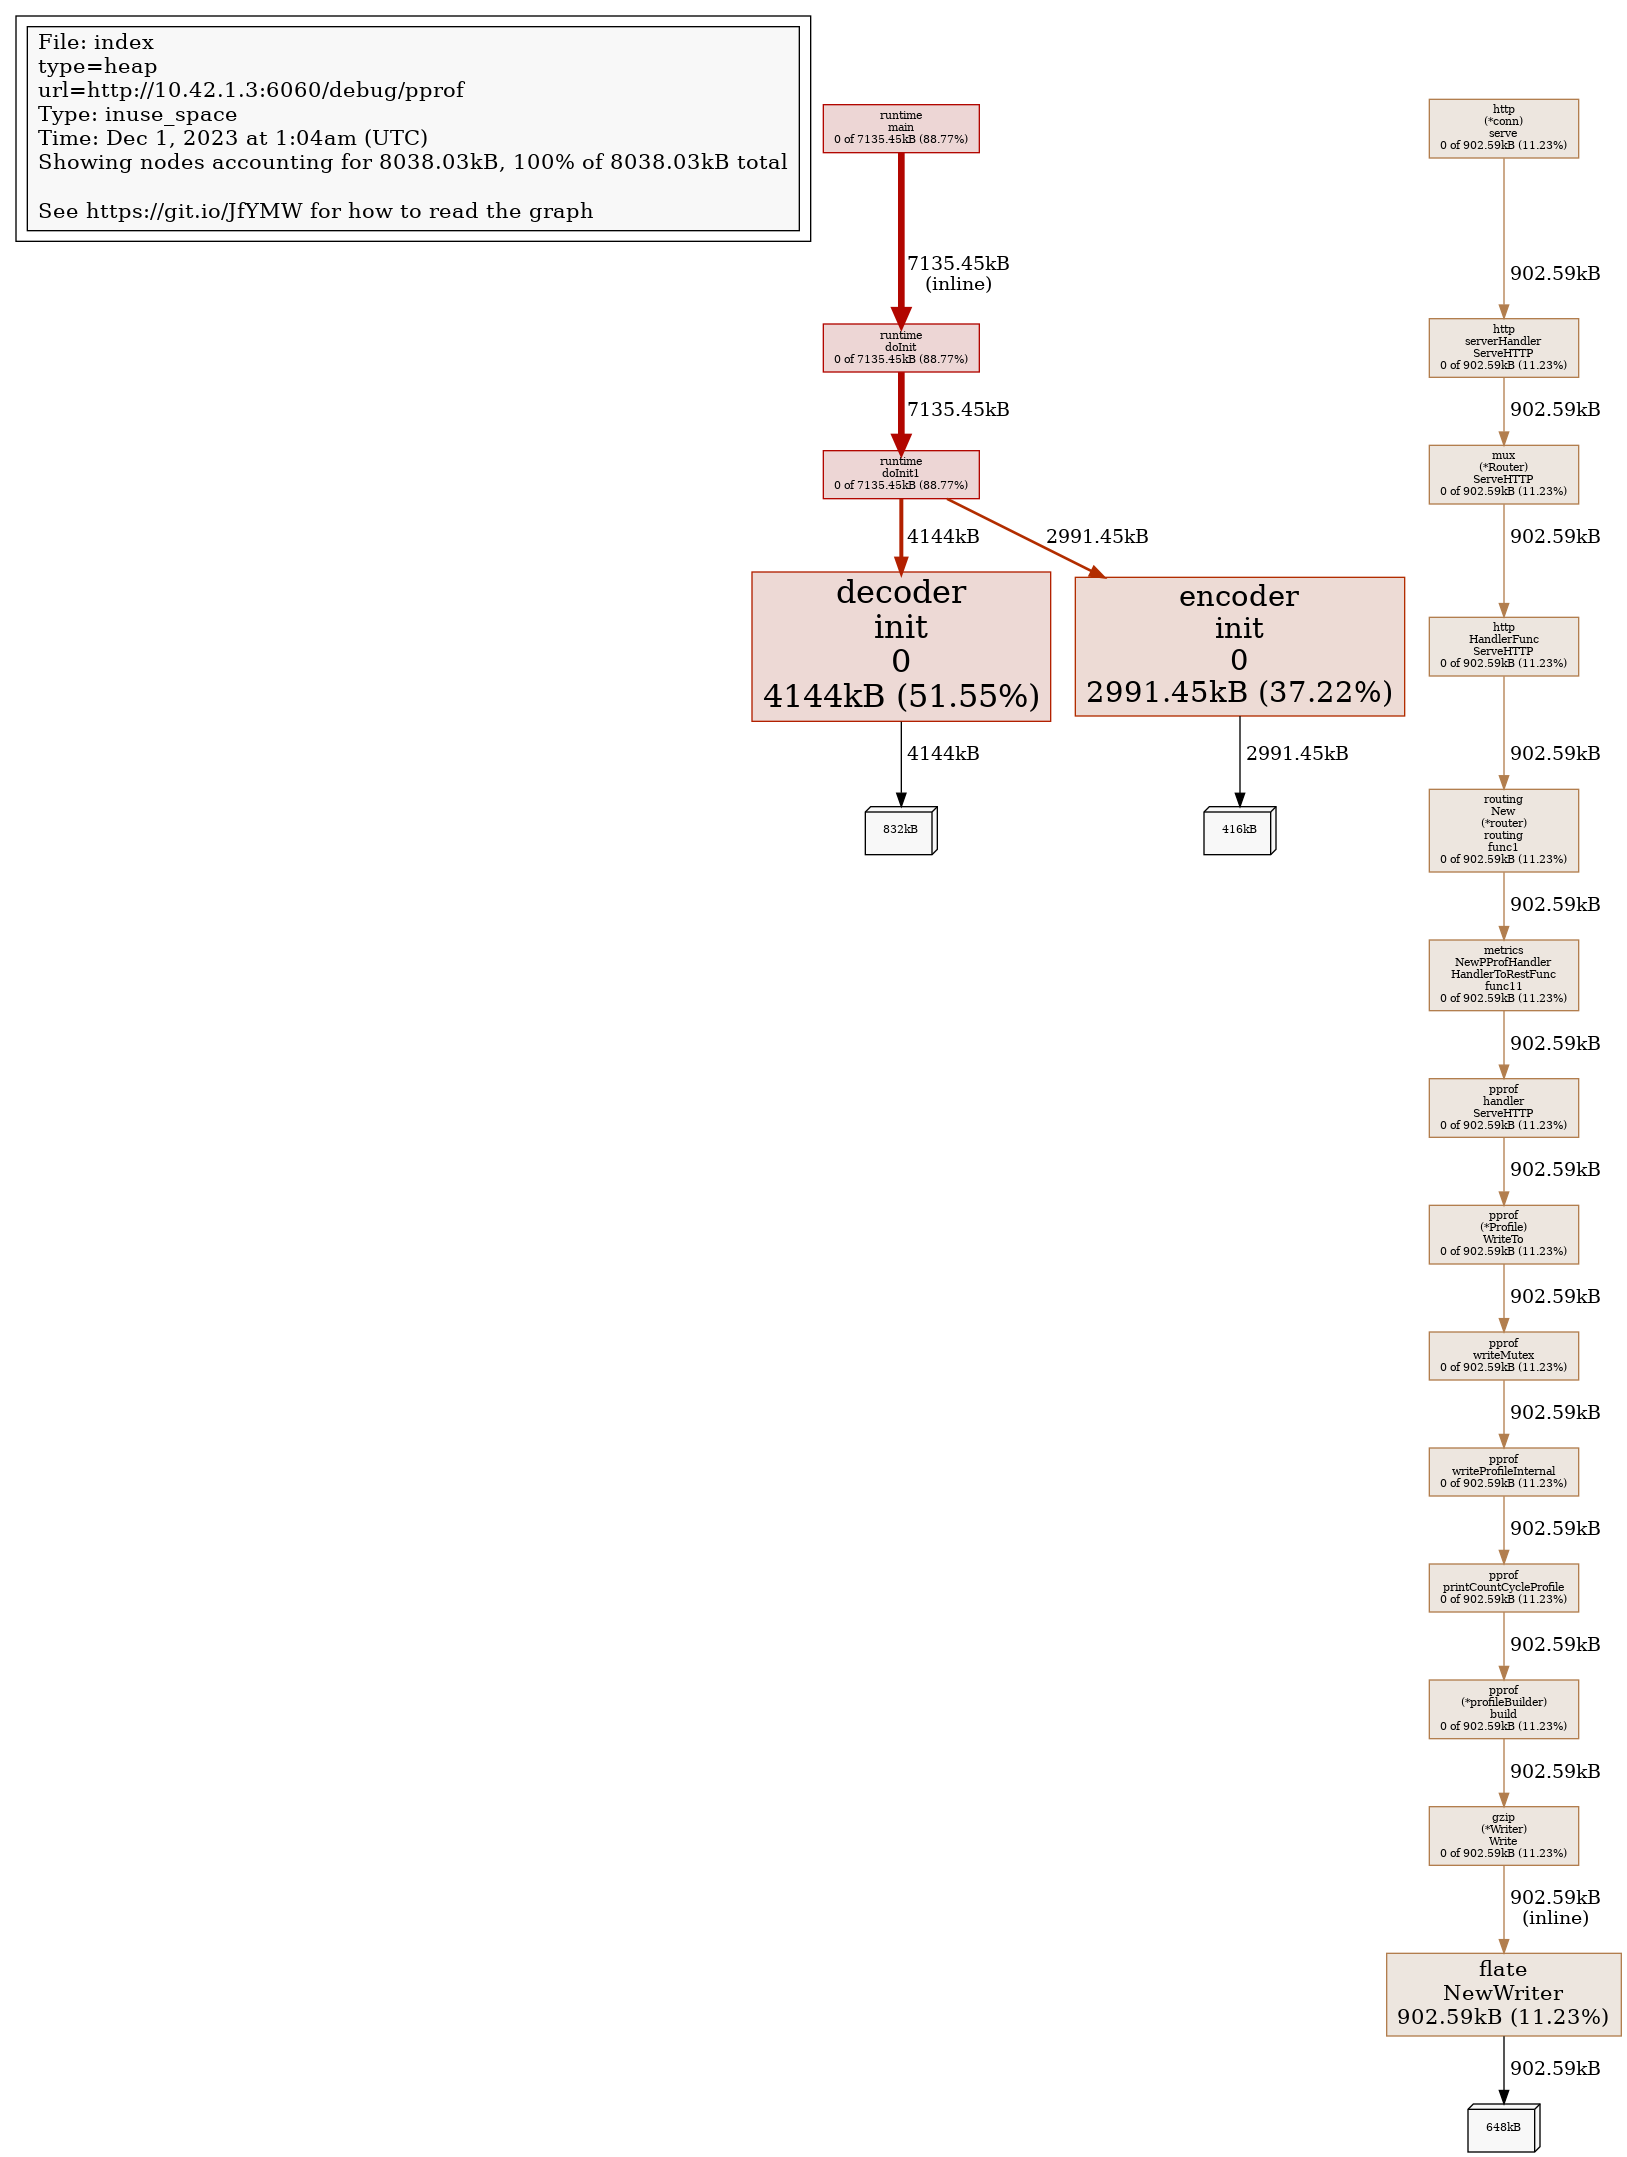 File: index
type=heap
url=http://10.42.1.3:6060/debug/pprof
Type: inuse_space
Time: Dec 1, 2023 at 1:04am (UTC)
Showing nodes accounting for 8038.03kB, 100% of 8038.03kB total
See https://git.io/JfYMW for how to read the graph
runtime
main
0 of 7135.45kB (88.77%)
7135.45kB
(inline)
runtime
doInit
0 of 7135.45kB (88.77%)
7135.45kB
runtime
doInit1
0 of 7135.45kB (88.77%)
4144kB
2991.45kB
decoder
init
0
4144kB (51.55%)
encoder
init
0
2991.45kB (37.22%)
4144kB
2991.45kB
832kB
416kB
http
(*conn)
serve
0 of 902.59kB (11.23%)
902.59kB
http
serverHandler
ServeHTTP
0 of 902.59kB (11.23%)
902.59kB
mux
(*Router)
ServeHTTP
0 of 902.59kB (11.23%)
902.59kB
http
HandlerFunc
ServeHTTP
0 of 902.59kB (11.23%)
902.59kB
routing
New
(*router)
routing
func1
0 of 902.59kB (11.23%)
902.59kB
metrics
NewPProfHandler
HandlerToRestFunc
func11
0 of 902.59kB (11.23%)
902.59kB
pprof
handler
ServeHTTP
0 of 902.59kB (11.23%)
902.59kB
pprof
(*Profile)
WriteTo
0 of 902.59kB (11.23%)
902.59kB
pprof
writeMutex
0 of 902.59kB (11.23%)
902.59kB
pprof
writeProfileInternal
0 of 902.59kB (11.23%)
902.59kB
pprof
printCountCycleProfile
0 of 902.59kB (11.23%)
902.59kB
pprof
(*profileBuilder)
build
0 of 902.59kB (11.23%)
902.59kB
gzip
(*Writer)
Write
0 of 902.59kB (11.23%)
902.59kB
(inline)
flate
NewWriter
902.59kB (11.23%)
902.59kB
648kB